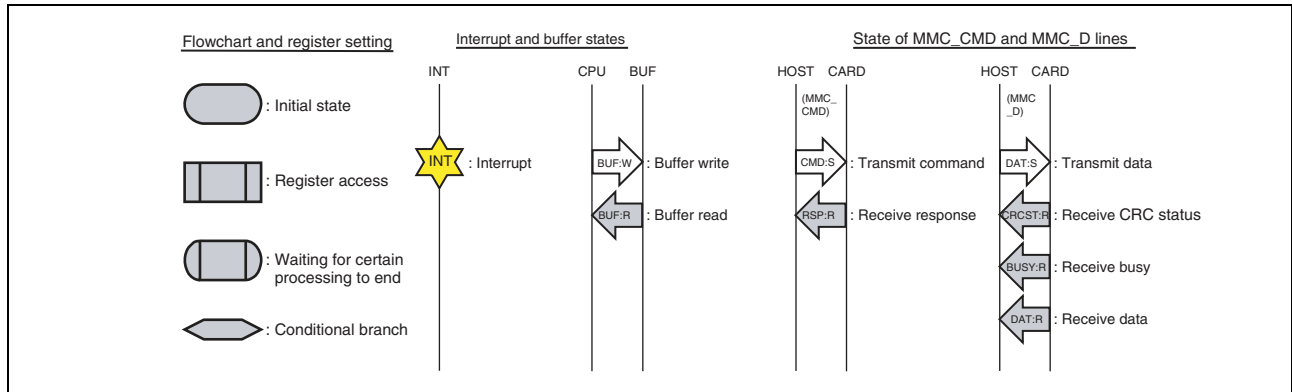 Flowchart and register setting
Interrupt and buffer states
State of MMC_CMD and MMC_D lines
INT
CPU BUF
HOST CARD
HOST CARD
(MMC_
CMD)
(MMC
_D)
: Initial state
INT
: Interrupt
BUF:W
: Buffer write
CMD:S
: Transmit command
DAT:S
: Transmit data
: Register access
BUF:R
: Buffer read
RSP:R
: Receive response
CRCST:R
: Receive CRC status
: Waiting for certain
processing to end
BUSY:R
: Receive busy
: Conditional branch
DAT:R
: Receive data